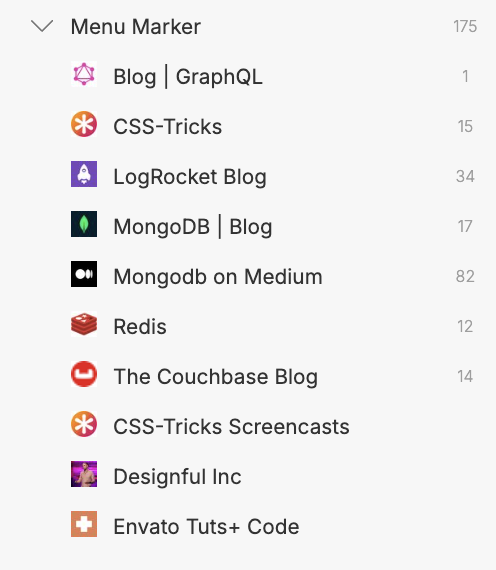 Menu Marker 175
Blog | GraphQL 1
CSS-Tricks 15
LogRocket Blog 34
MongoDB | Blog 17
Mongodb on Medium 82
Redis 12
The Couchbase Blog 14
CSS-Tricks Screencasts
Designful Inc
Envato Tuts+ Code